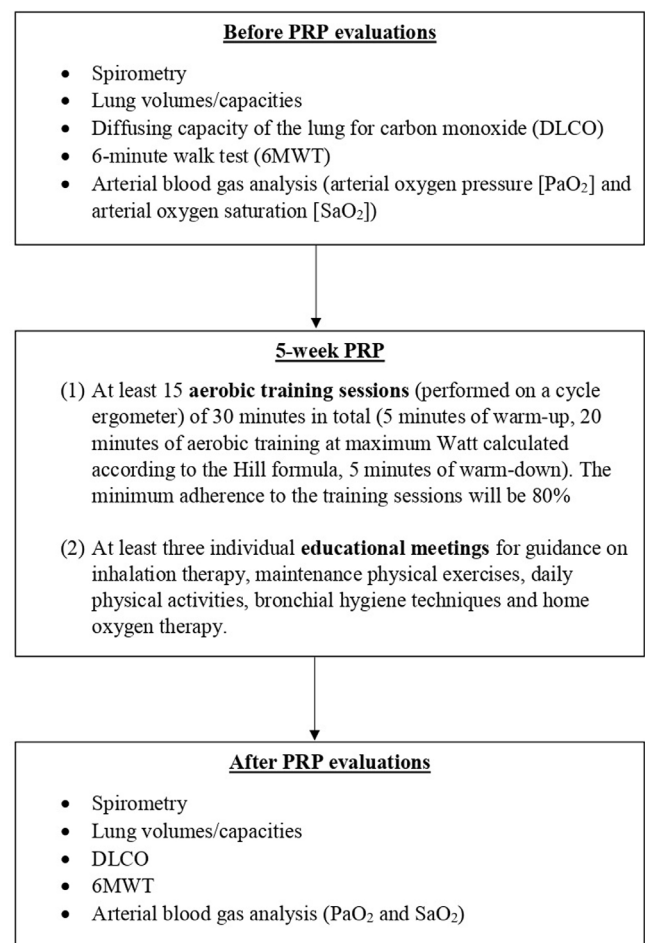 Before PRP evaluations
• Spirometry
• Lung volumes/capacities
• Diffusing capacity of the lung for carbon monoxide (DLCO)
• 6-minute walk test (6MWT)
• Arterial blood gas analysis (arterial oxygen pressure [PaO₂] and
arterial oxygen saturation [SaO₂])
5-week PRP
(1) At least 15 aerobic training sessions (performed on a cycle
ergometer) of 30 minutes in total (5 minutes of warm-up, 20
minutes of aerobic training at maximum Watt calculated
according to the Hill formula, 5 minutes of warm-down). The
minimum adherence to the training sessions will be 80%
(2) At least three individual educational meetings for guidance on
inhalation therapy, maintenance physical exercises, daily
physical activities, bronchial hygiene techniques and home
oxygen therapy.
After PRP evaluations
• Spirometry
• Lung volumes/capacities
• DLCO
• 6MWT
• Arterial blood gas analysis (PaO₂ and SaO₂)